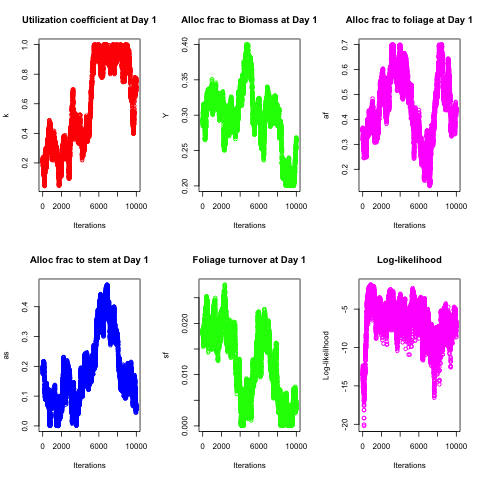 Utilization coefficient at Day 1
Alloc frac to Biomass at Day 1
Alloc frac to foliage at Day 1
k
0.2 0.4 0.6 0.8 1.0
0 2000 6000 10000
Iterations
Y
0.20 0.25 0.30 0.35 0.40
0 2000 6000 10000
Iterations
af
0.2 0.3 0.4 0.5 0.6 0.7
0 2000 6000 10000
Iterations
Alloc frac to stem at Day 1
Foliage turnover at Day 1
Log-likelihood
as
0.0 0.1 0.2 0.3 0.4
0 2000 6000 10000
Iterations
sf
0.000 0.010 0.020
0 2000 6000 10000
Iterations
Log-likelihood
-20 -15 -10 -5
0 2000 6000 10000
Iterations